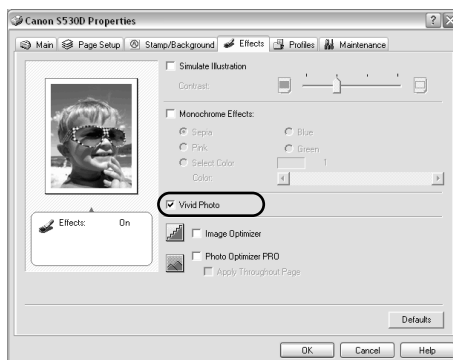 Canon S530D Properties
Main Page Setup Stamp/Background Effects Profiles Maintenance
Simulate Illustration
Contrast:
Monochrome Effects:
Sepia Blue
Pink Green
Select Color 1
Color:
Vivid Photo
Effects: On
Image Optimizer
Photo Optimizer PRO
Apply Throughout Page
Defaults
OK Cancel Help